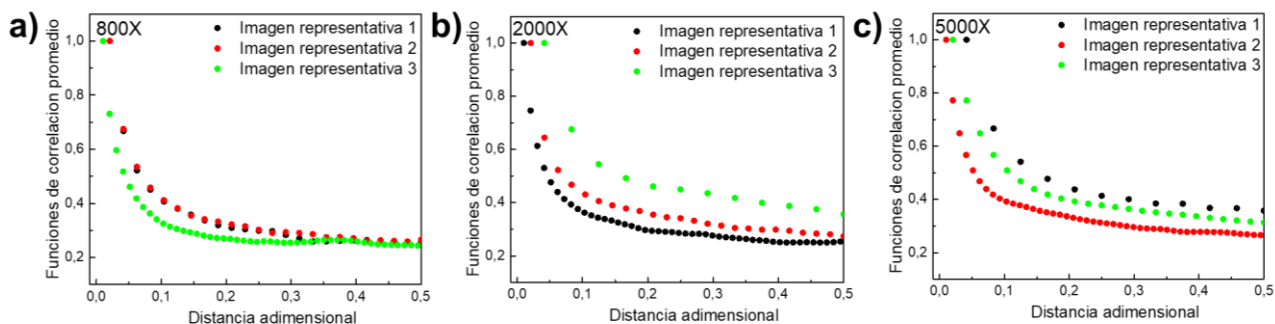 a)
800X
Imagen representativa 1
Imagen representativa 2
Imagen representativa 3
Funciones de correlacion promedio
1,0
0,8
0,6
0,4
0,2
0,0
0,1
0,2
0,3
0,4
0,5
Distancia adimensional
b)
2000X
Imagen representativa 1
Imagen representativa 2
Imagen representativa 3
Funciones de correlacion promedio
1,0
0,8
0,6
0,4
0,2
0,0
0,1
0,2
0,3
0,4
0,5
Distancia adimensional
c)
5000X
Imagen representativa 1
Imagen representativa 2
Imagen representativa 3
Funciones de correlacion promedio
1,0
0,8
0,6
0,4
0,2
0,0
0,1
0,2
0,3
0,4
0,5
Distancia adimensional